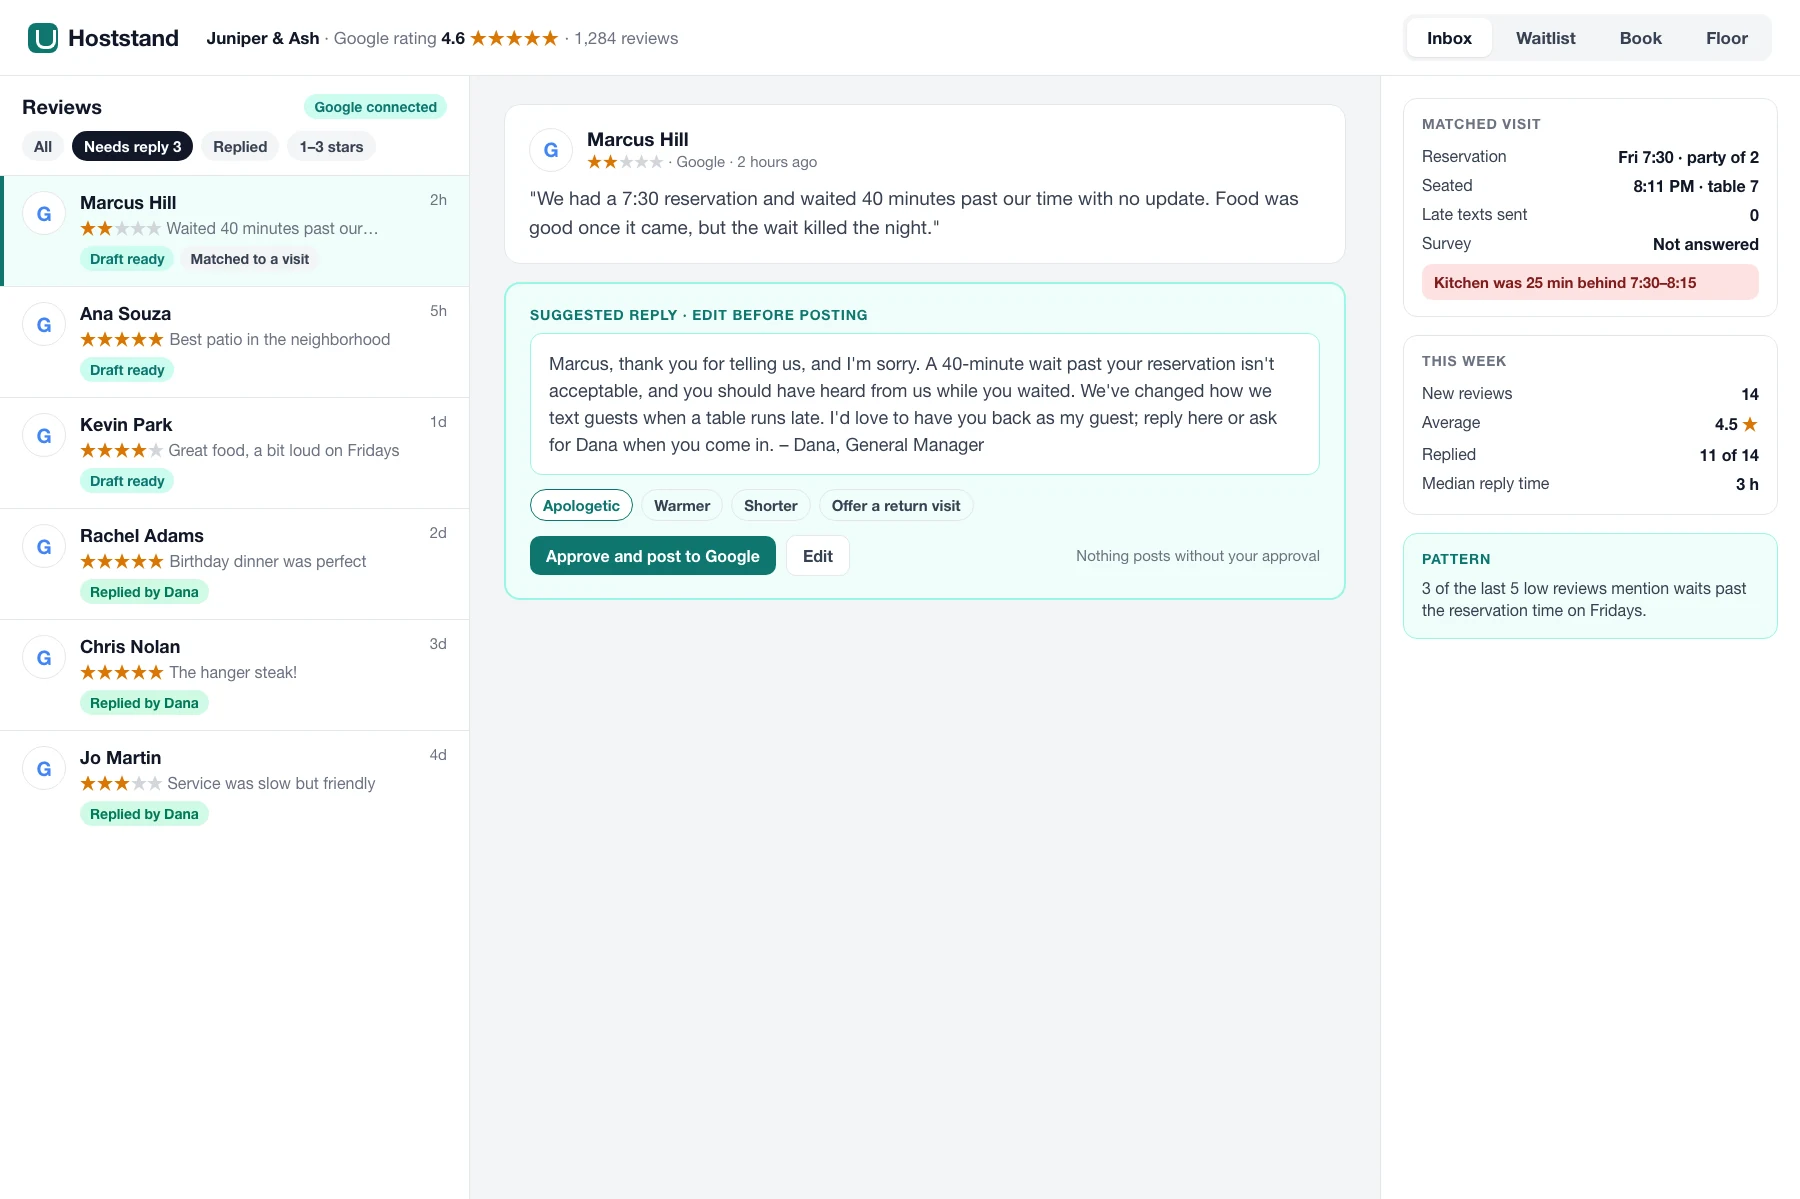 Hoststand
Juniper & Ash · Google rating 4.6 ★★★★★ · 1,284 reviews
Inbox
Waitlist
Book
Floor
Reviews
Google connected
All
Needs reply 3
Replied
1–3 stars
G
Marcus Hill
2h
★★★★★ Waited 40 minutes past our…
Draft ready
Matched to a visit
G
Ana Souza
5h
★★★★★ Best patio in the neighborhood
Draft ready
G
Kevin Park
1d
★★★★★ Great food, a bit loud on Fridays
Draft ready
G
Rachel Adams
2d
★★★★★ Birthday dinner was perfect
Replied by Dana
G
Chris Nolan
3d
★★★★★ The hanger steak!
Replied by Dana
G
Jo Martin
4d
★★★★★ Service was slow but friendly
Replied by Dana
G
Marcus Hill
★★★★★ · Google · 2 hours ago
"We had a 7:30 reservation and waited 40 minutes past our time with no update. Food was
good once it came, but the wait killed the night."
SUGGESTED REPLY · EDIT BEFORE POSTING
Marcus, thank you for telling us, and I'm sorry. A 40-minute wait past your reservation isn't
acceptable, and you should have heard from us while you waited. We've changed how we
text guests when a table runs late. I'd love to have you back as my guest; reply here or ask
for Dana when you come in. – Dana, General Manager
Apologetic
Warmer
Shorter
Offer a return visit
Approve and post to Google
Edit
Nothing posts without your approval
MATCHED VISIT
Reservation Fri 7:30 · party of 2
Seated 8:11 PM · table 7
Late texts sent 0
Survey Not answered
Kitchen was 25 min behind 7:30–8:15
THIS WEEK
New reviews 14
Average 4.5 ★
Replied 11 of 14
Median reply time 3 h
PATTERN
3 of the last 5 low reviews mention waits past
the reservation time on Fridays.